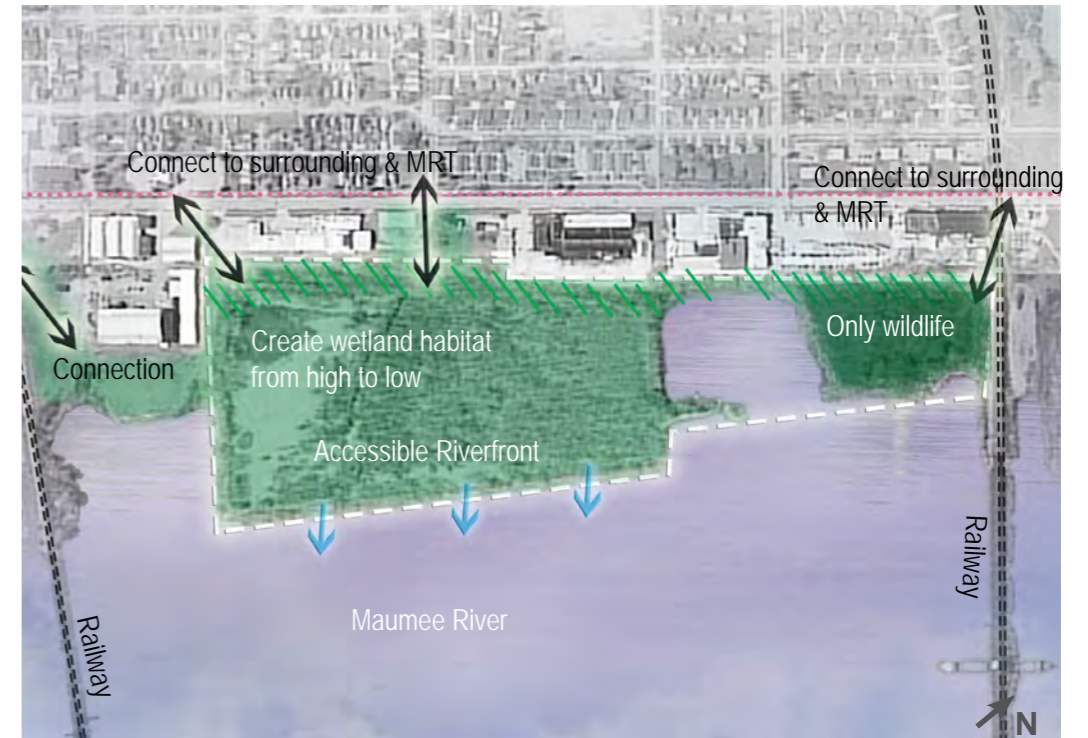 Connect to surrounding & MRT
Connect to surrounding
& MRT
Only wildlife
Create wetland habitat
from high to low
Connection
Accessible Riverfront
Railway
Maumee River
Railway
N